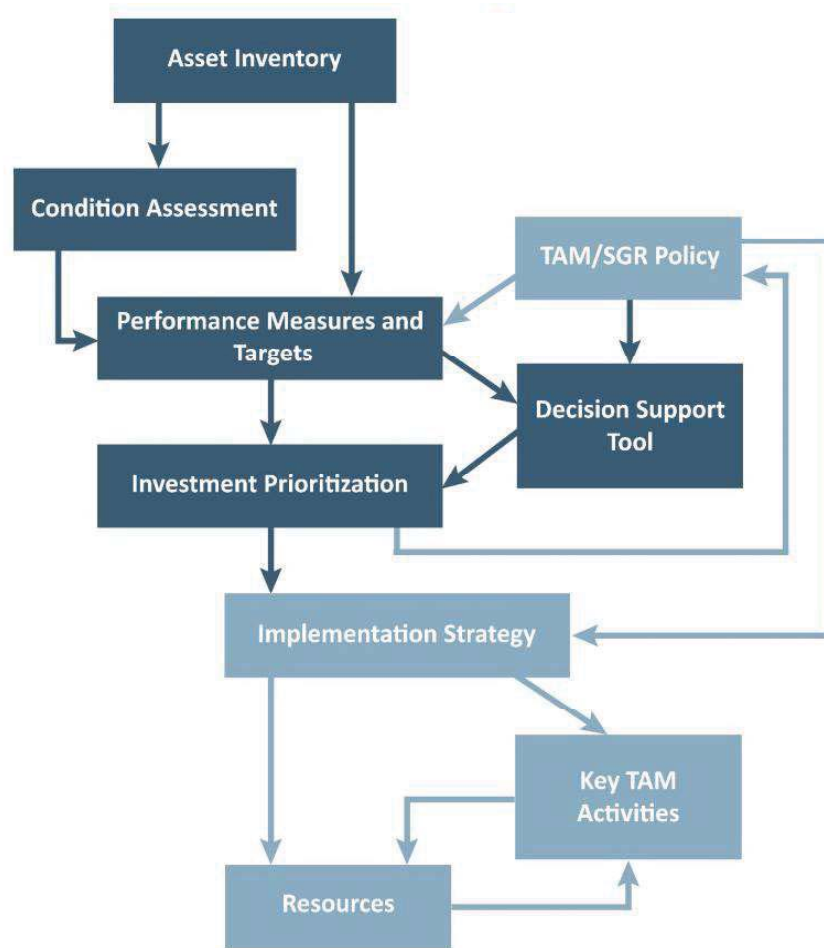 Asset Inventory
Condition Assessment
TAM/SGR Policy
Performance Measures and
Targets
Decision Support
Tool
Investment Prioritization
Implementation Strategy
Key TAM
Activities
Resources